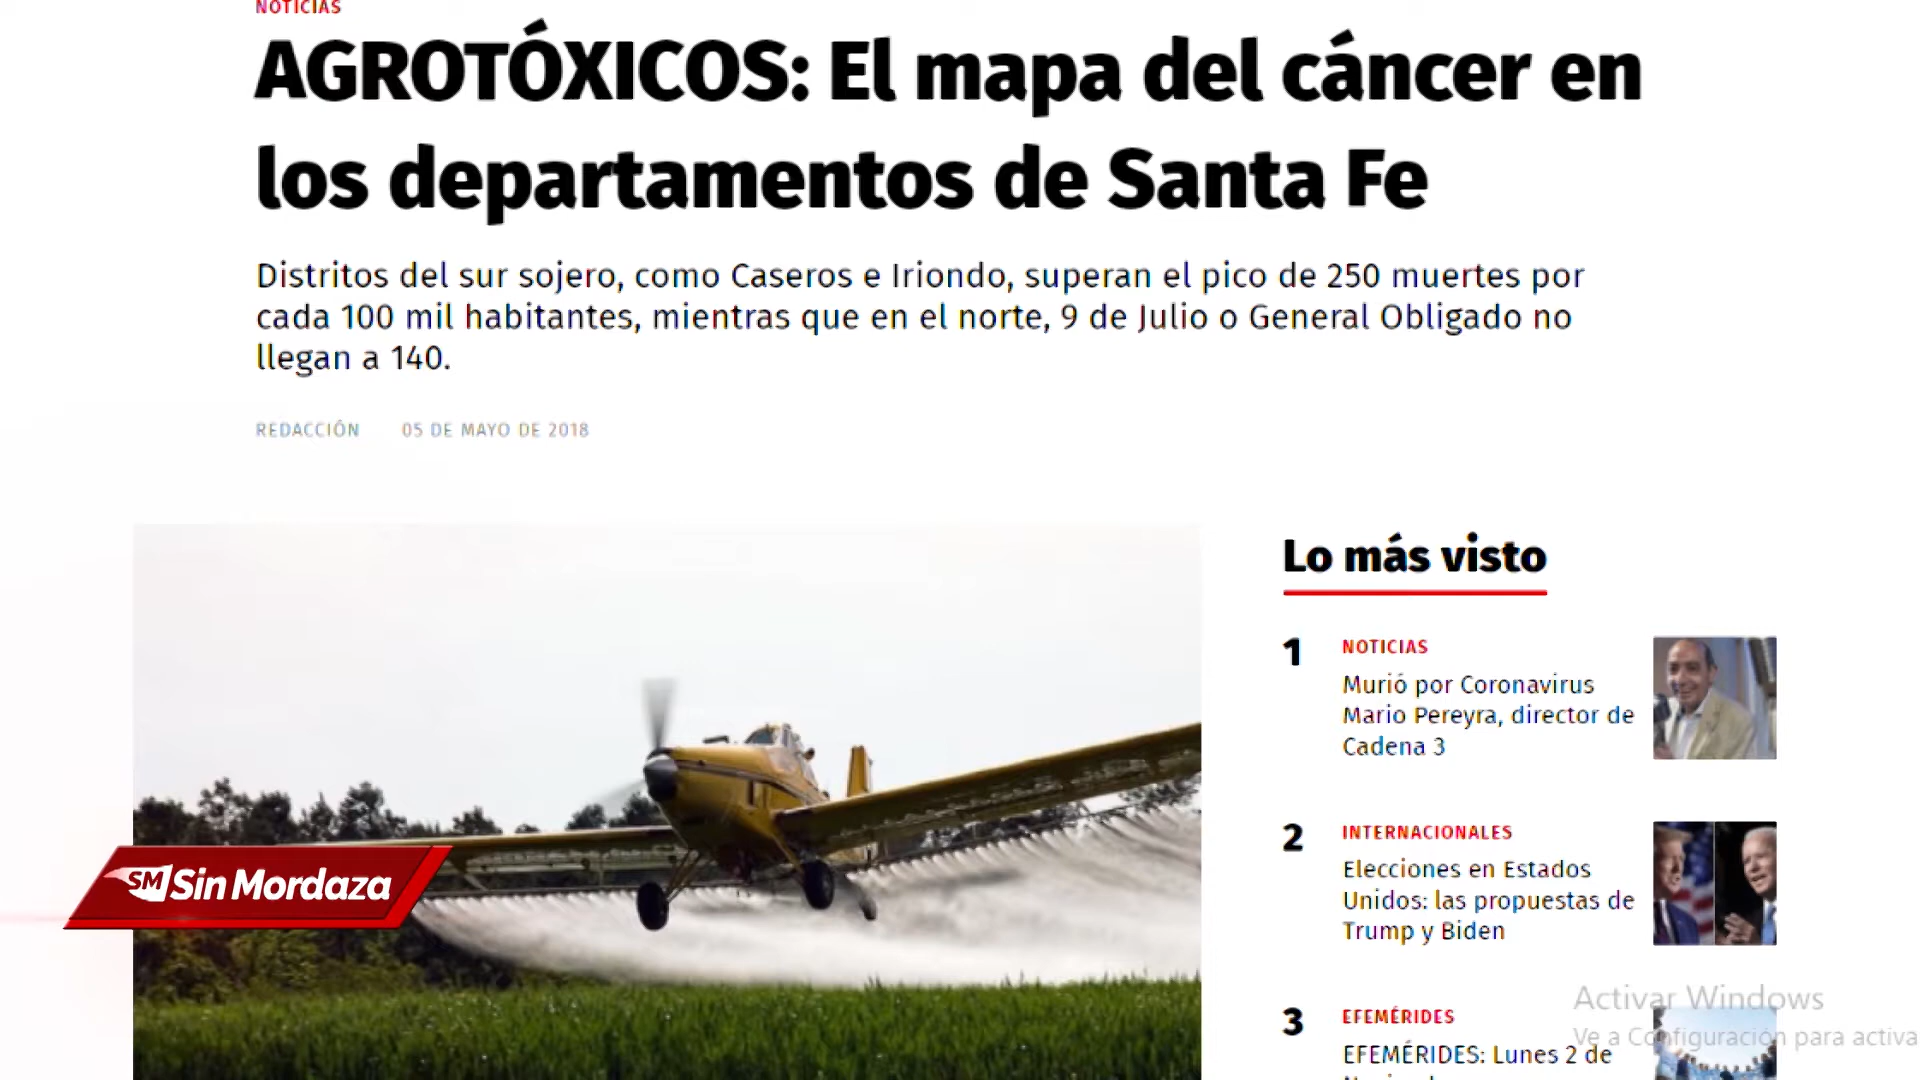 NOTICIAS
AGROTÓXICOS: El mapa del cáncer en
los departamentos de Santa Fe
Distritos del sur sojero, como Caseros e Iriondo, superan el pico de 250 muertes por
cada 100 mil habitantes, mientras que en el norte, 9 de Julio o General Obligado no
llegan a 140.
REDACCIÓN 05 DE MAYO DE 2018
SM Sin Mordaza
Lo más visto
1 NOTICIAS
Murió por Coronavirus
Mario Pereyra, director de
Cadena 3
2 INTERNACIONALES
Elecciones en Estados
Unidos: las propuestas de
Trump y Biden
3 EFEMÉRIDES
EFEMÉRIDES: Lunes 2 de
Activar Windows
Ve a Configuración para activa